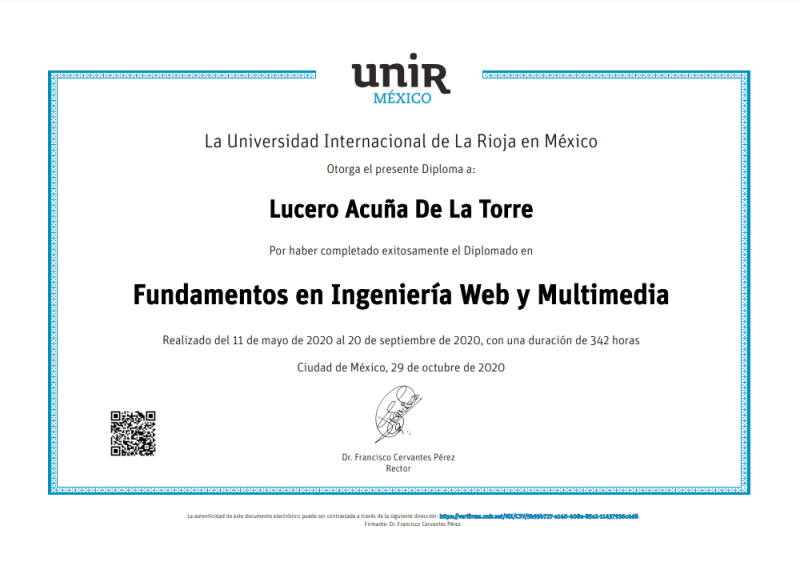 unir
MÉXICO
La Universidad Internacional de La Rioja en México
Otorga el presente Diploma a:
Lucero Acuña De La Torre
Por haber completado exitosamente el Diplomado en
Fundamentos en Ingeniería Web y Multimedia
Realizado del 11 de mayo de 2020 al 20 de septiembre de 2020, con una duración de 342 horas
Ciudad de México, 29 de octubre de 2020
Dr. Francisco Cervantes Pérez
Rector
La autenticidad de este documento electrónico puede ser contrastada a través de la siguiente dirección:
Firmante: Dr. Francisco Cervantes Pérez